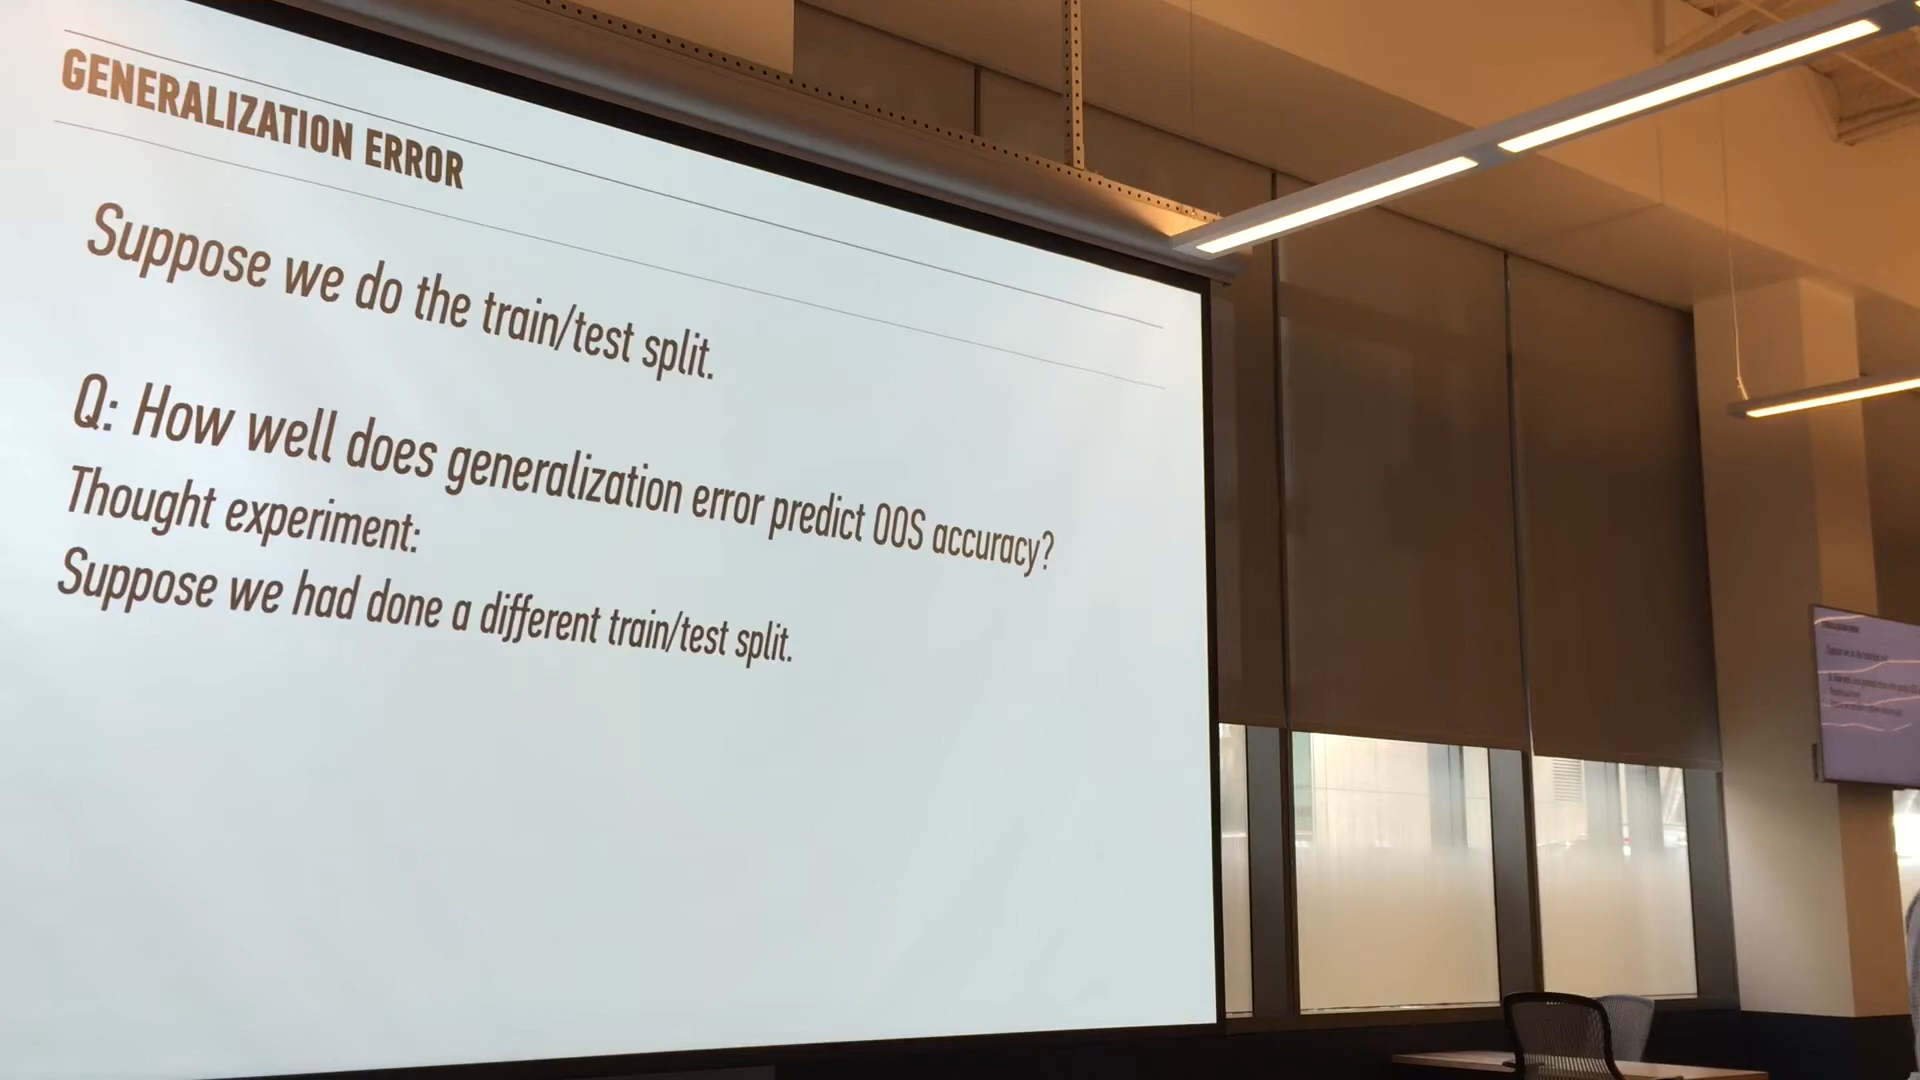 GENERALIZATION ERROR
Suppose we do the train/test split.
Q: How well does generalization error predict OOS accuracy?
Thought experiment:
Suppose we had done a different train/test split.